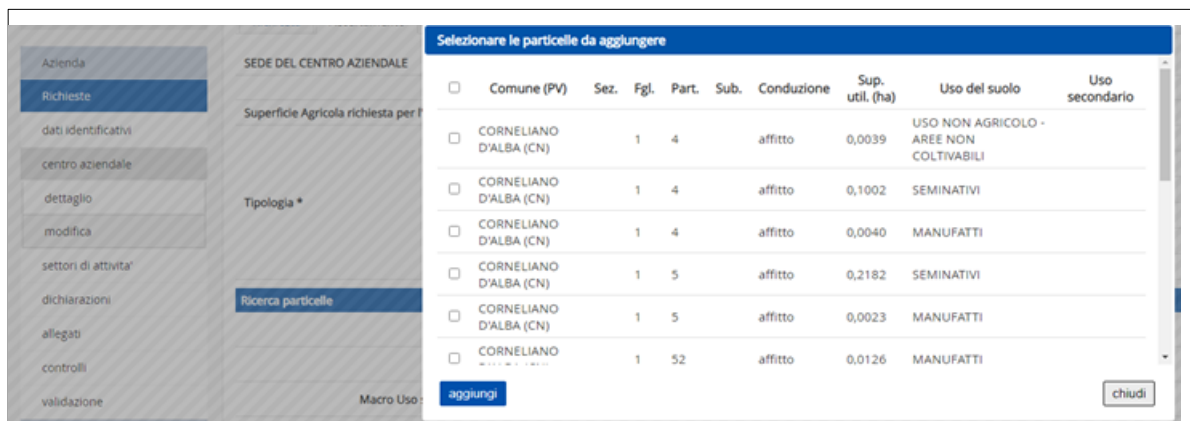 Selezionare le particelle da aggiungere
Azienda
Richieste
dati identificativi
centro aziendale
dettaglio
modifica
settori di attivita'
dichiarazioni
allegati
controlli
validazione
SEDE DEL CENTRO AZIENDALE
Superficie Agricola richiesta per l'
Tipologia *
Ricerca particelle
Macro Uso
Comune (PV) Sez. Fgl. Part. Sub. Conduzione Sup. util. (ha) Uso del suolo Uso secondario
CORNELIANO D'ALBA (CN) 1 4 affitto 0,0039 USO NON AGRICOLO - AREE NON COLTIVABILI
CORNELIANO D'ALBA (CN) 1 4 affitto 0,1002 SEMINATIVI
CORNELIANO D'ALBA (CN) 1 4 affitto 0,0040 MANUFATTI
CORNELIANO D'ALBA (CN) 1 5 affitto 0,2182 SEMINATIVI
CORNELIANO D'ALBA (CN) 1 5 affitto 0,0023 MANUFATTI
CORNELIANO 1 52 affitto 0,0126 MANUFATTI
aggiungi
chiudi